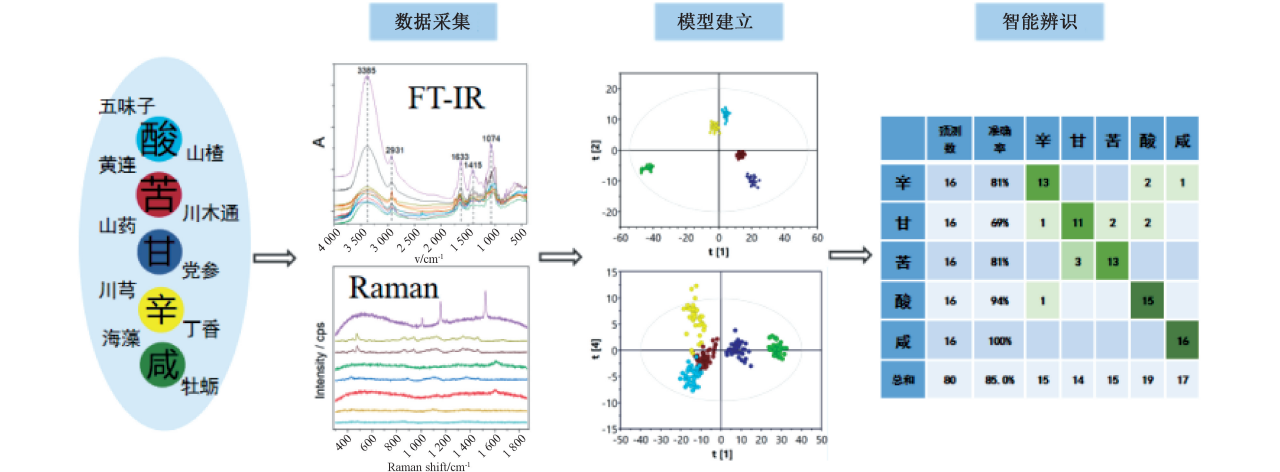 数据采集
模型建立
智能辨识
五味子
酸
山楂
黄连
苦
川木通
山药
甘
党参
川芎
辛
丁香
海藻
咸
牡蛎
FT-IR
3385
2931
1633
1415
1074
A
4 000 3 500 3 000 2 500 2 000 1 500 1 000 500
v/cm-1
Raman
Intensity / cps
400 600 800 1 000 1 200 1 400 1 600 1 800
Raman shift/cm-1
20
10
0
-10
-20
t [2]
-60 -40 -20 0 20 40 60
t [1]
15
10
5
0
-5
-10
-15
t [4]
-50 -40 -30 -20 -10 0 10 20 30 40 50
t [1]
预测数 准确率 辛 甘 苦 酸 咸
辛 16 81% 13 2 1
甘 16 69% 1 11 2 2
苦 16 81% 3 13
酸 16 94% 1 15
咸 16 100% 16
总和 80 85.0% 15 14 15 19 17